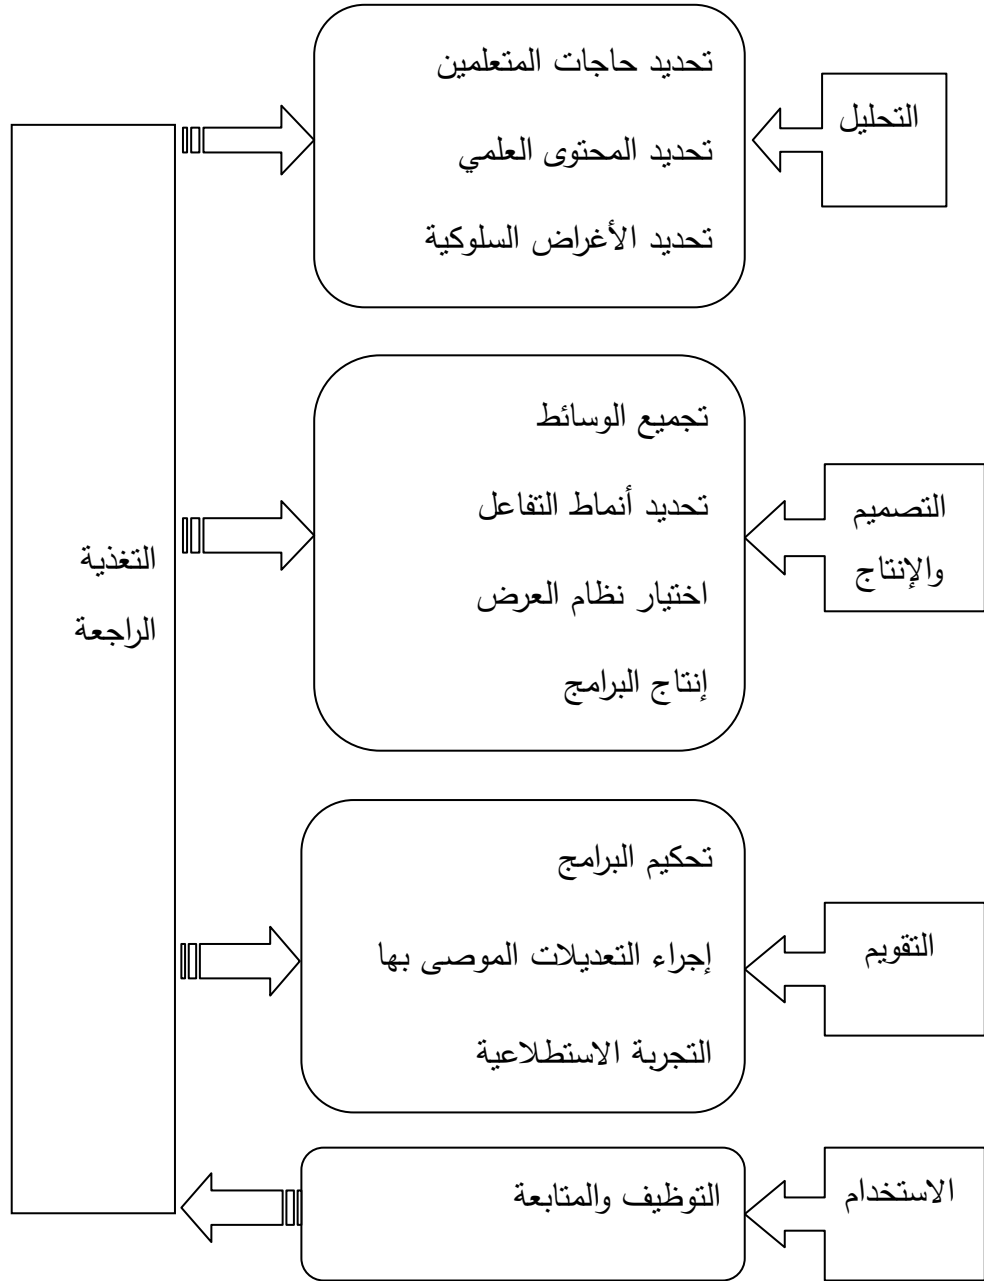 التحليل
تحديد حاجات المتعلمين
تحديد المحتوى العلمي
تحديد الأغراض السلوكية
التصميم
والإنتاج
تجميع الوسائط
تحديد أنماط التفاعل
اختيار نظام العرض
إنتاج البرامج
التقويم
تحكيم البرامج
إجراء التعديلات الموصى بها
التجربة الاستطلاعية
الاستخدام
التوظيف والمتابعة
التغذية
الراجعة